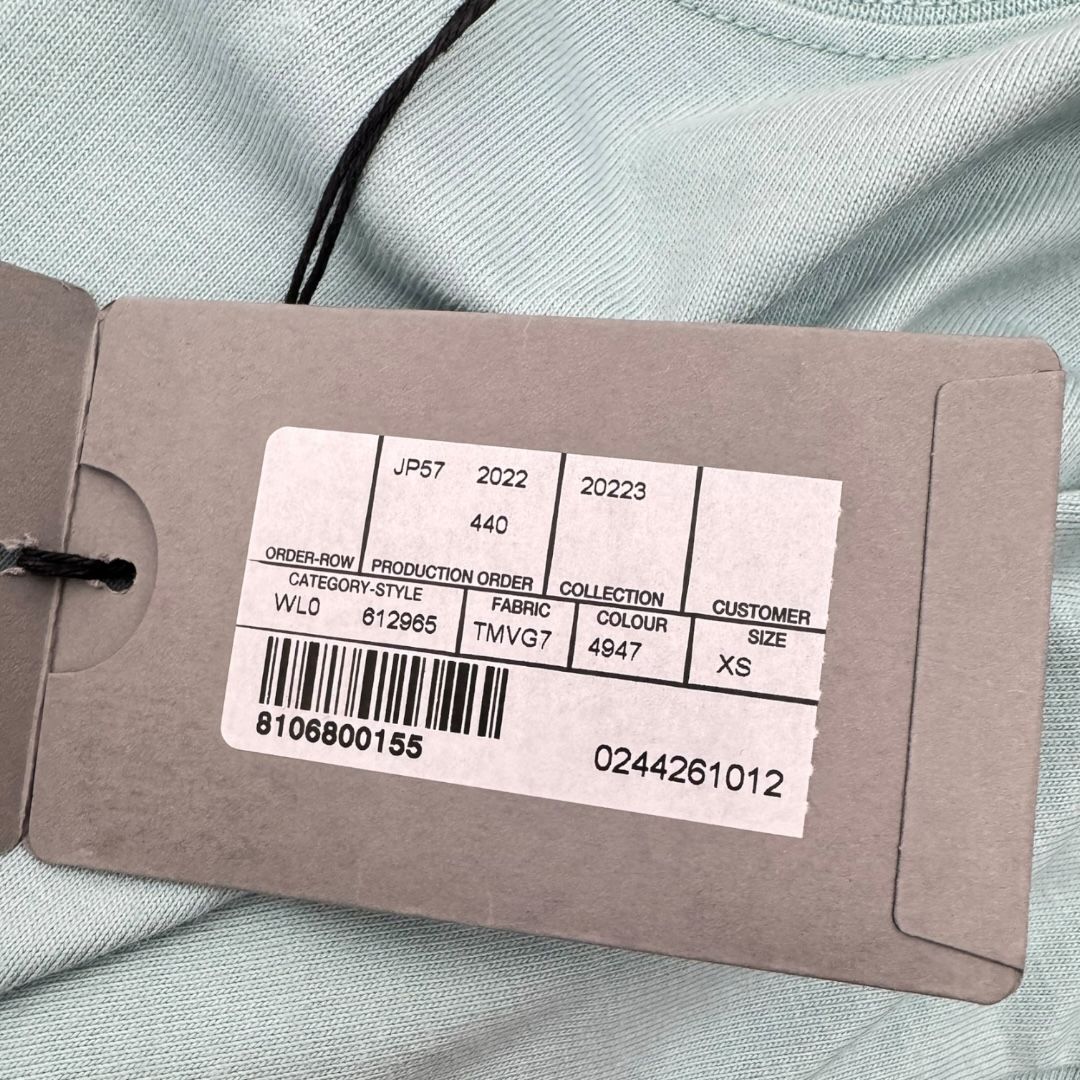 JP57 2022 20223
440
ORDER-ROW PRODUCTION ORDER COLLECTION CUSTOMER
CATEGORY-STYLE FABRIC COLOUR SIZE
WL0 612965 TMVG7 4947 XS
8106800155 0244261012